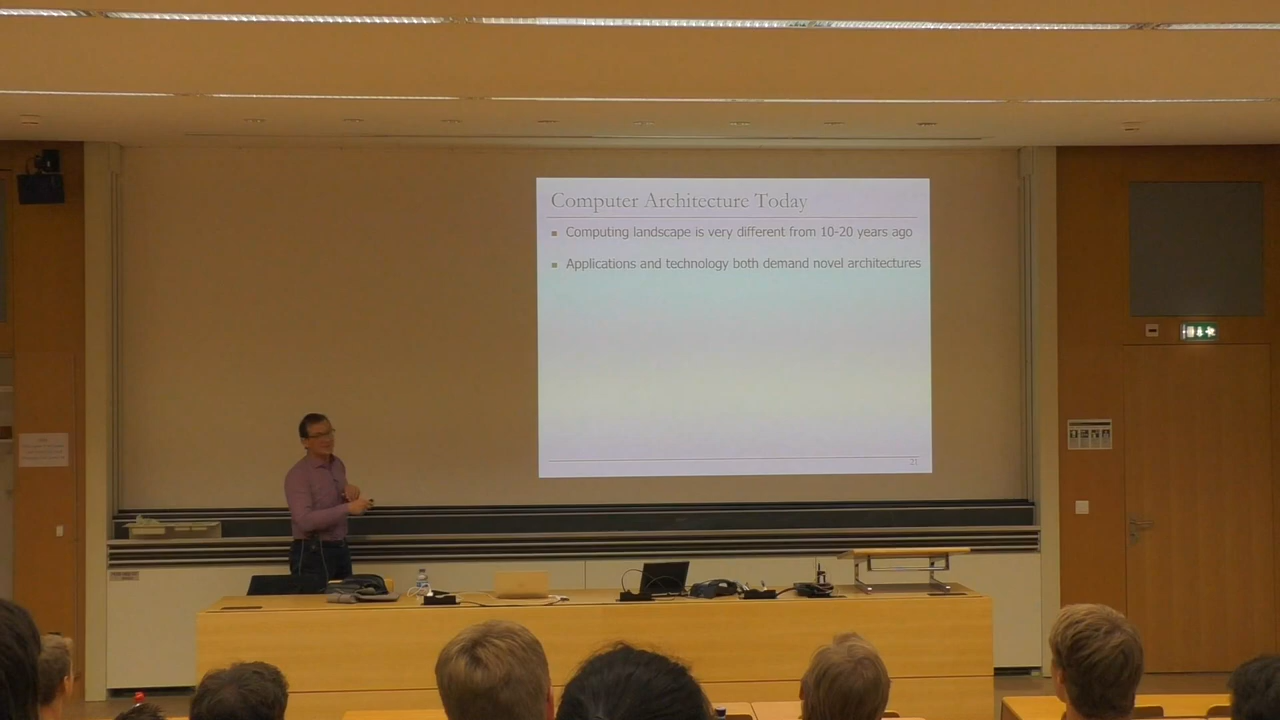 Computer Architecture Today
Computing landscape is very different from 10-20 years ago
Applications and technology both demand novel architectures
21